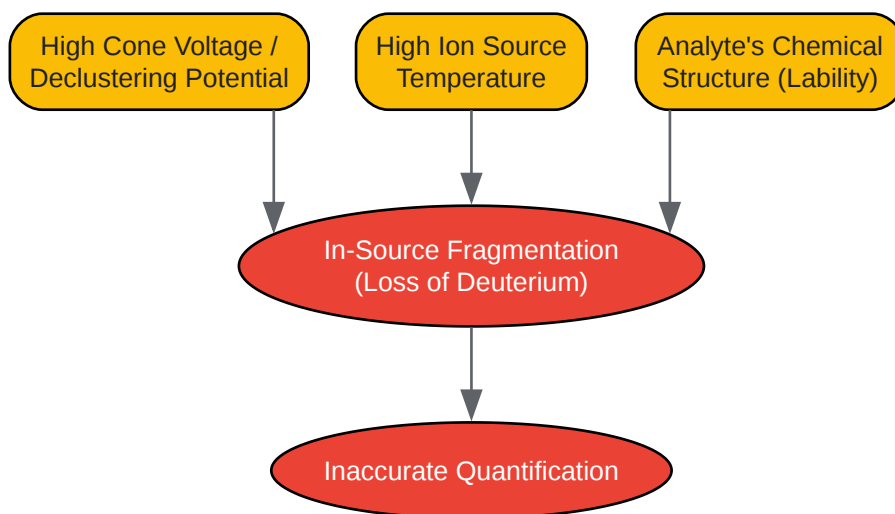 High Cone Voltage /
Declustering Potential
High Ion Source
Temperature
Analyte's Chemical
Structure (Lability)
In-Source Fragmentation
(Loss of Deuterium)
Inaccurate Quantification